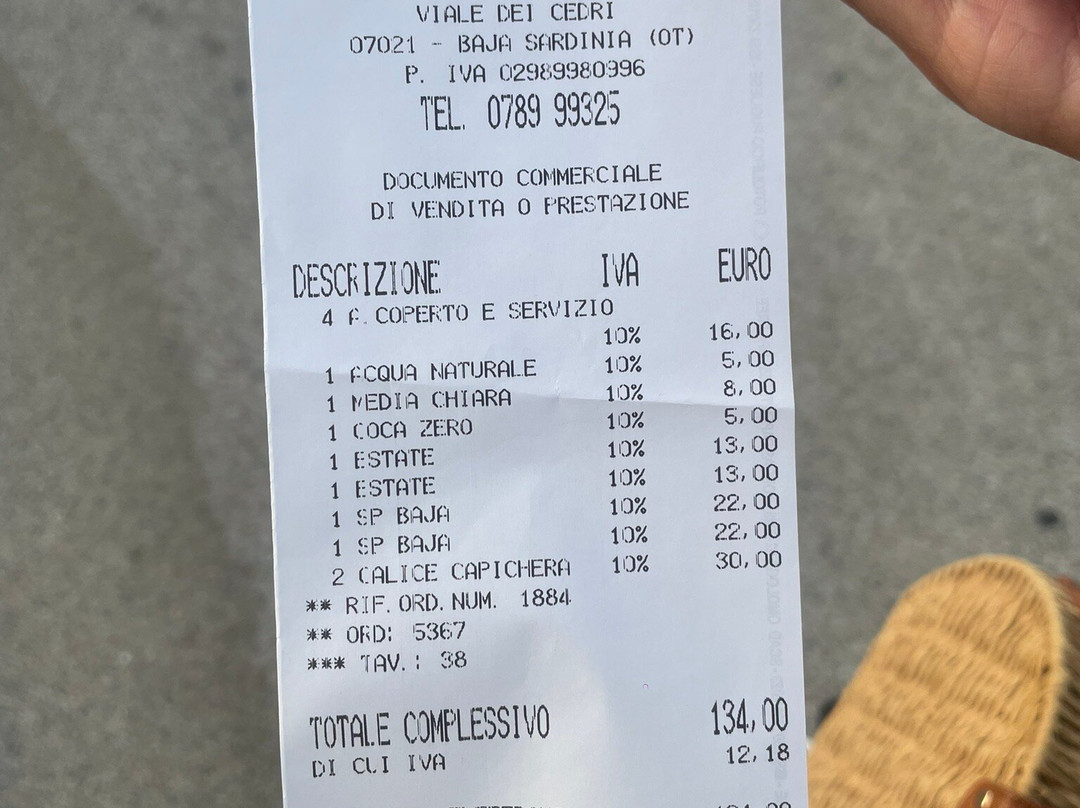 VIALE DEI CEDRI
07021 - BAJA SARDINIA (OT)
P. IVA 02989980996
TEL. 0789 99325
DOCUMENTO COMMERCIALE
DI VENDITA O PRESTAZIONE
DESCRIZIONE IVA EURO
4 P. COPERTO E SERVIZIO
10% 16,00
1 ACQUA NATURALE 10% 5,00
1 MEDIA CHIARA 10% 8,00
1 COCA ZERO 10% 5,00
1 ESTATE 10% 13,00
1 ESTATE 10% 13,00
1 SP BAJA 10% 22,00
1 SP BAJA 10% 22,00
2 CALICE CAPICHERA 10% 30,00
** RIF. ORD. NUM. 1884
** ORD: 5367
*** TAV.: 38
TOTALE COMPLESSIVO 134,00
DI CUI IVA 12,18